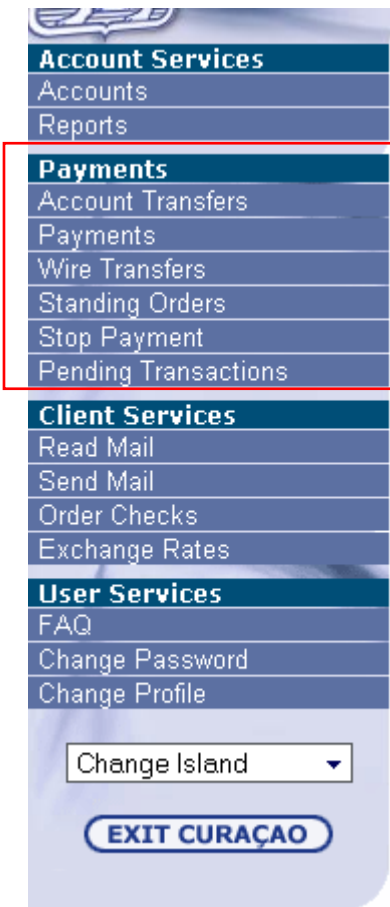 Account Services
Accounts
Reports
Payments
Account Transfers
Payments
Wire Transfers
Standing Orders
Stop Payment
Pending Transactions
Client Services
Read Mail
Send Mail
Order Checks
Exchange Rates
User Services
FAQ
Change Password
Change Profile
Change Island
EXIT CURAÇAO